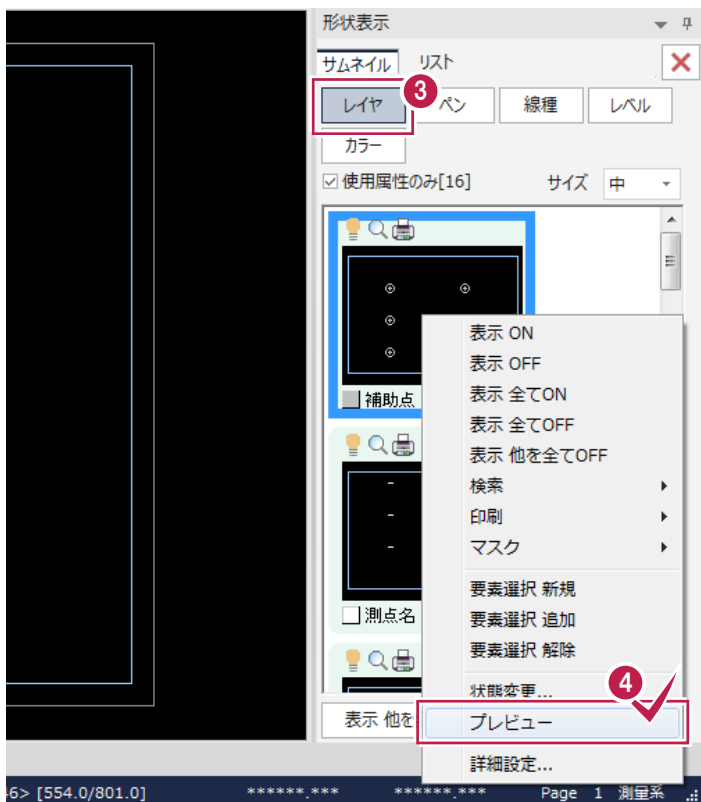 形状表示
サムネイル リスト
レイヤ ペン 線種 レベル
3
カラー
使用属性のみ[16] サイズ 中
補助点
測点名
表示 ON
表示 OFF
表示 全てON
表示 全てOFF
表示 他を全てOFF
検索
印刷
マスク
要素選択 新規
要素選択 追加
要素選択 解除
状態変更...
4
プレビュー
詳細設定...
表示 他を
6> [554.0/801.0] ******.*** ******.*** Page 1 測量系